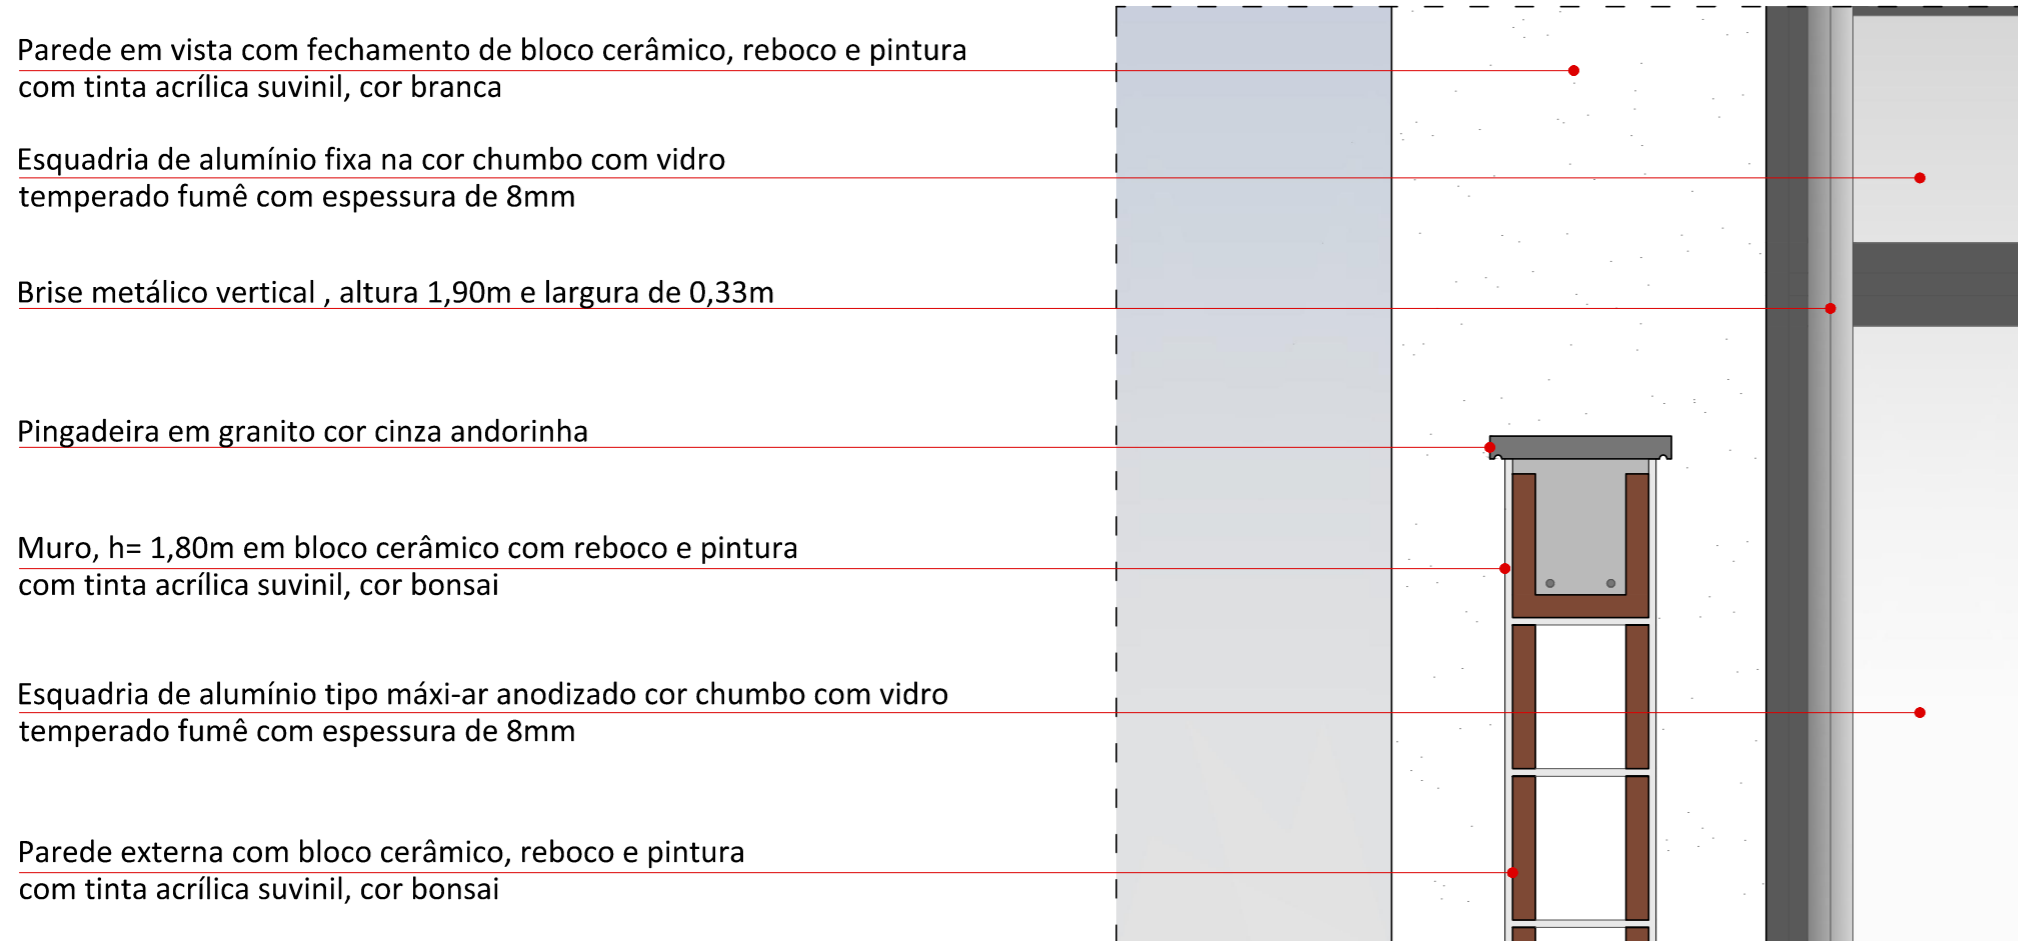 Parede em vista com fechamento de bloco cerâmico, reboco e pintura
com tinta acrílica suvinil, cor branca
Esquadria de alumínio fixa na cor chumbo com vidro
temperado fumê com espessura de 8mm
Brise metálico vertical , altura 1,90m e largura de 0,33m
Pingadeira em granito cor cinza andorinha
Muro, h= 1,80m em bloco cerâmico com reboco e pintura
com tinta acrílica suvinil, cor bonsai
Esquadria de alumínio tipo máxi-ar anodizado cor chumbo com vidro
temperado fumê com espessura de 8mm
Parede externa com bloco cerâmico, reboco e pintura
com tinta acrílica suvinil, cor bonsai